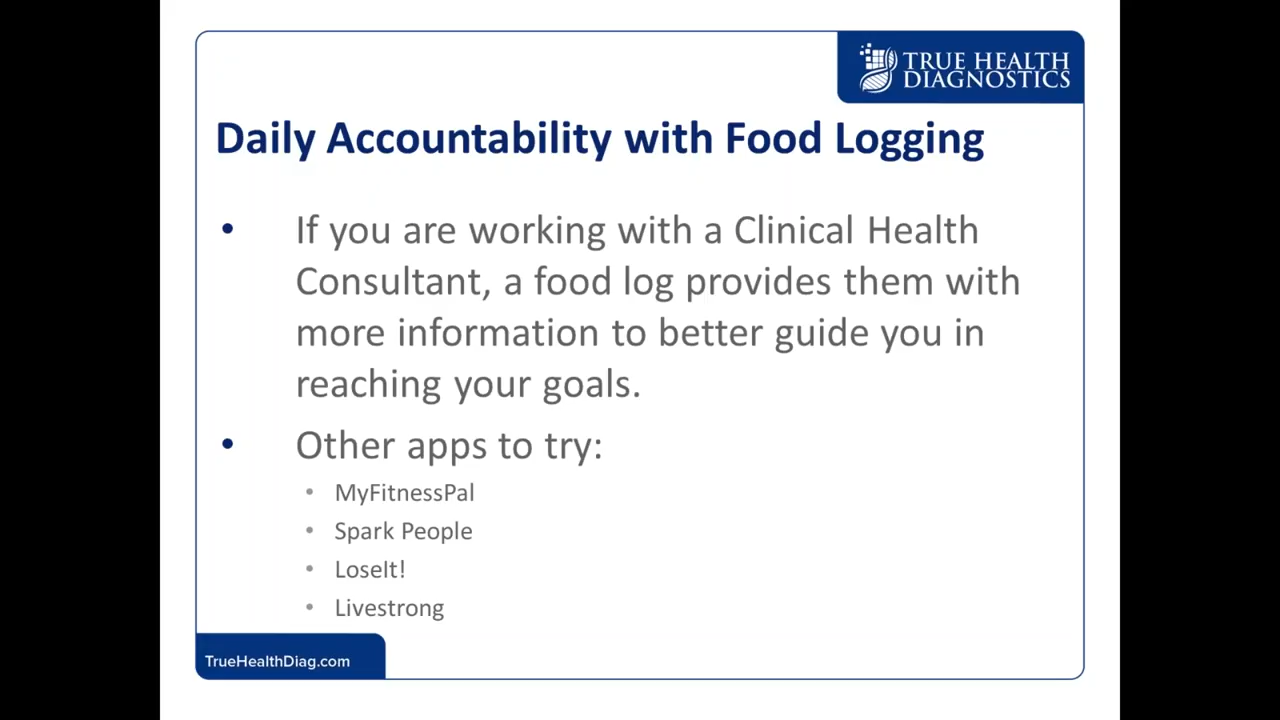 TRUE HEALTH
DIAGNOSTICS
Daily Accountability with Food Logging
• If you are working with a Clinical Health
Consultant, a food log provides them with
more information to better guide you in
reaching your goals.
• Other apps to try:
• MyFitnessPal
• Spark People
• LoseIt!
• Livestrong
TrueHealthDiag.com